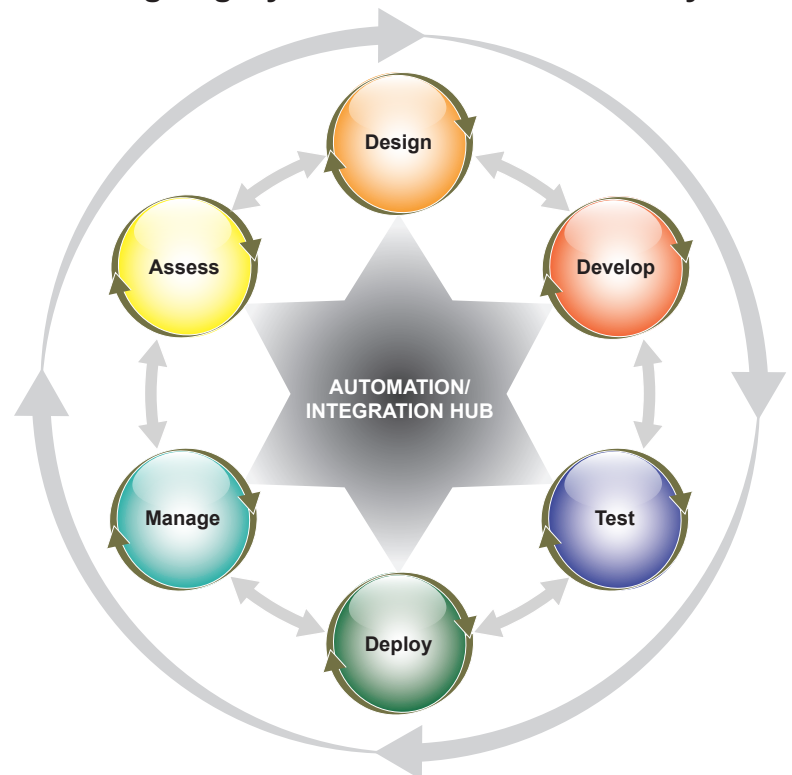 Design
Assess
Develop
AUTOMATION/
INTEGRATION HUB
Manage
Test
Deploy